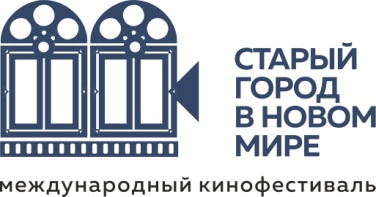 СТАРЫЙ
ГОРОД
В НОВОМ
МИРЕ
международный кинофестиваль